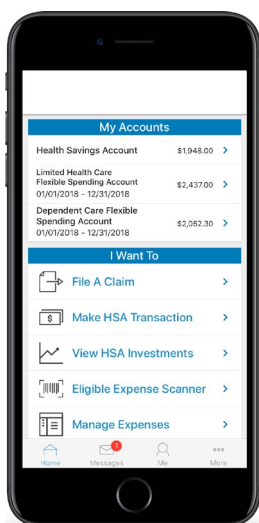 My Accounts
Health Savings Account $1,948.00
Limited Health Care
Flexible Spending Account $2,437.00
01/01/2018 - 12/31/2018
Dependent Care Flexible
Spending Account $2,052.30
01/01/2018 - 12/31/2018
I Want To
File A Claim
$ Make HSA Transaction
View HSA Investments
Eligible Expense Scanner
Manage Expenses
1
Home Messages Me More